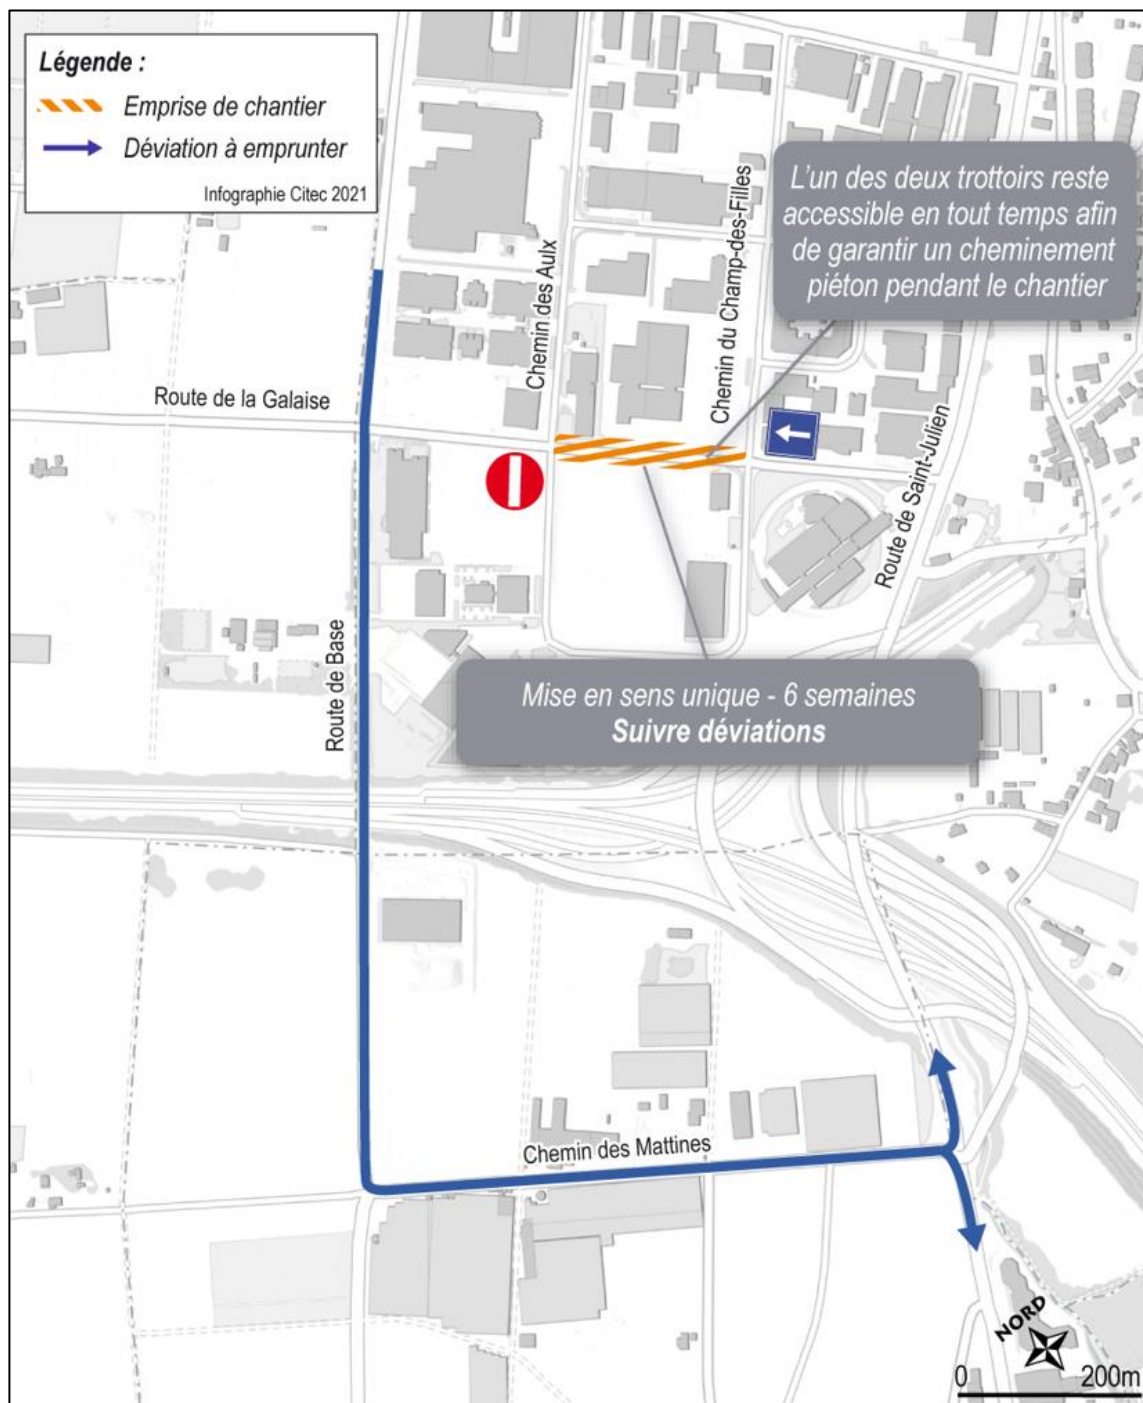 Légende :
Emprise de chantier
Déviation à emprunter
Infographie Citec 2021
L'un des deux trottoirs reste
accessible en tout temps afin
de garantir un cheminement
piéton pendant le chantier
Chemin des Aulx
Chemin du Champ-des-Filles
Route de la Galaise
Route de Saint-Julien
Route de Base
Mise en sens unique - 6 semaines
Suivre déviations
Chemin des Mattines
NORD
0 200m